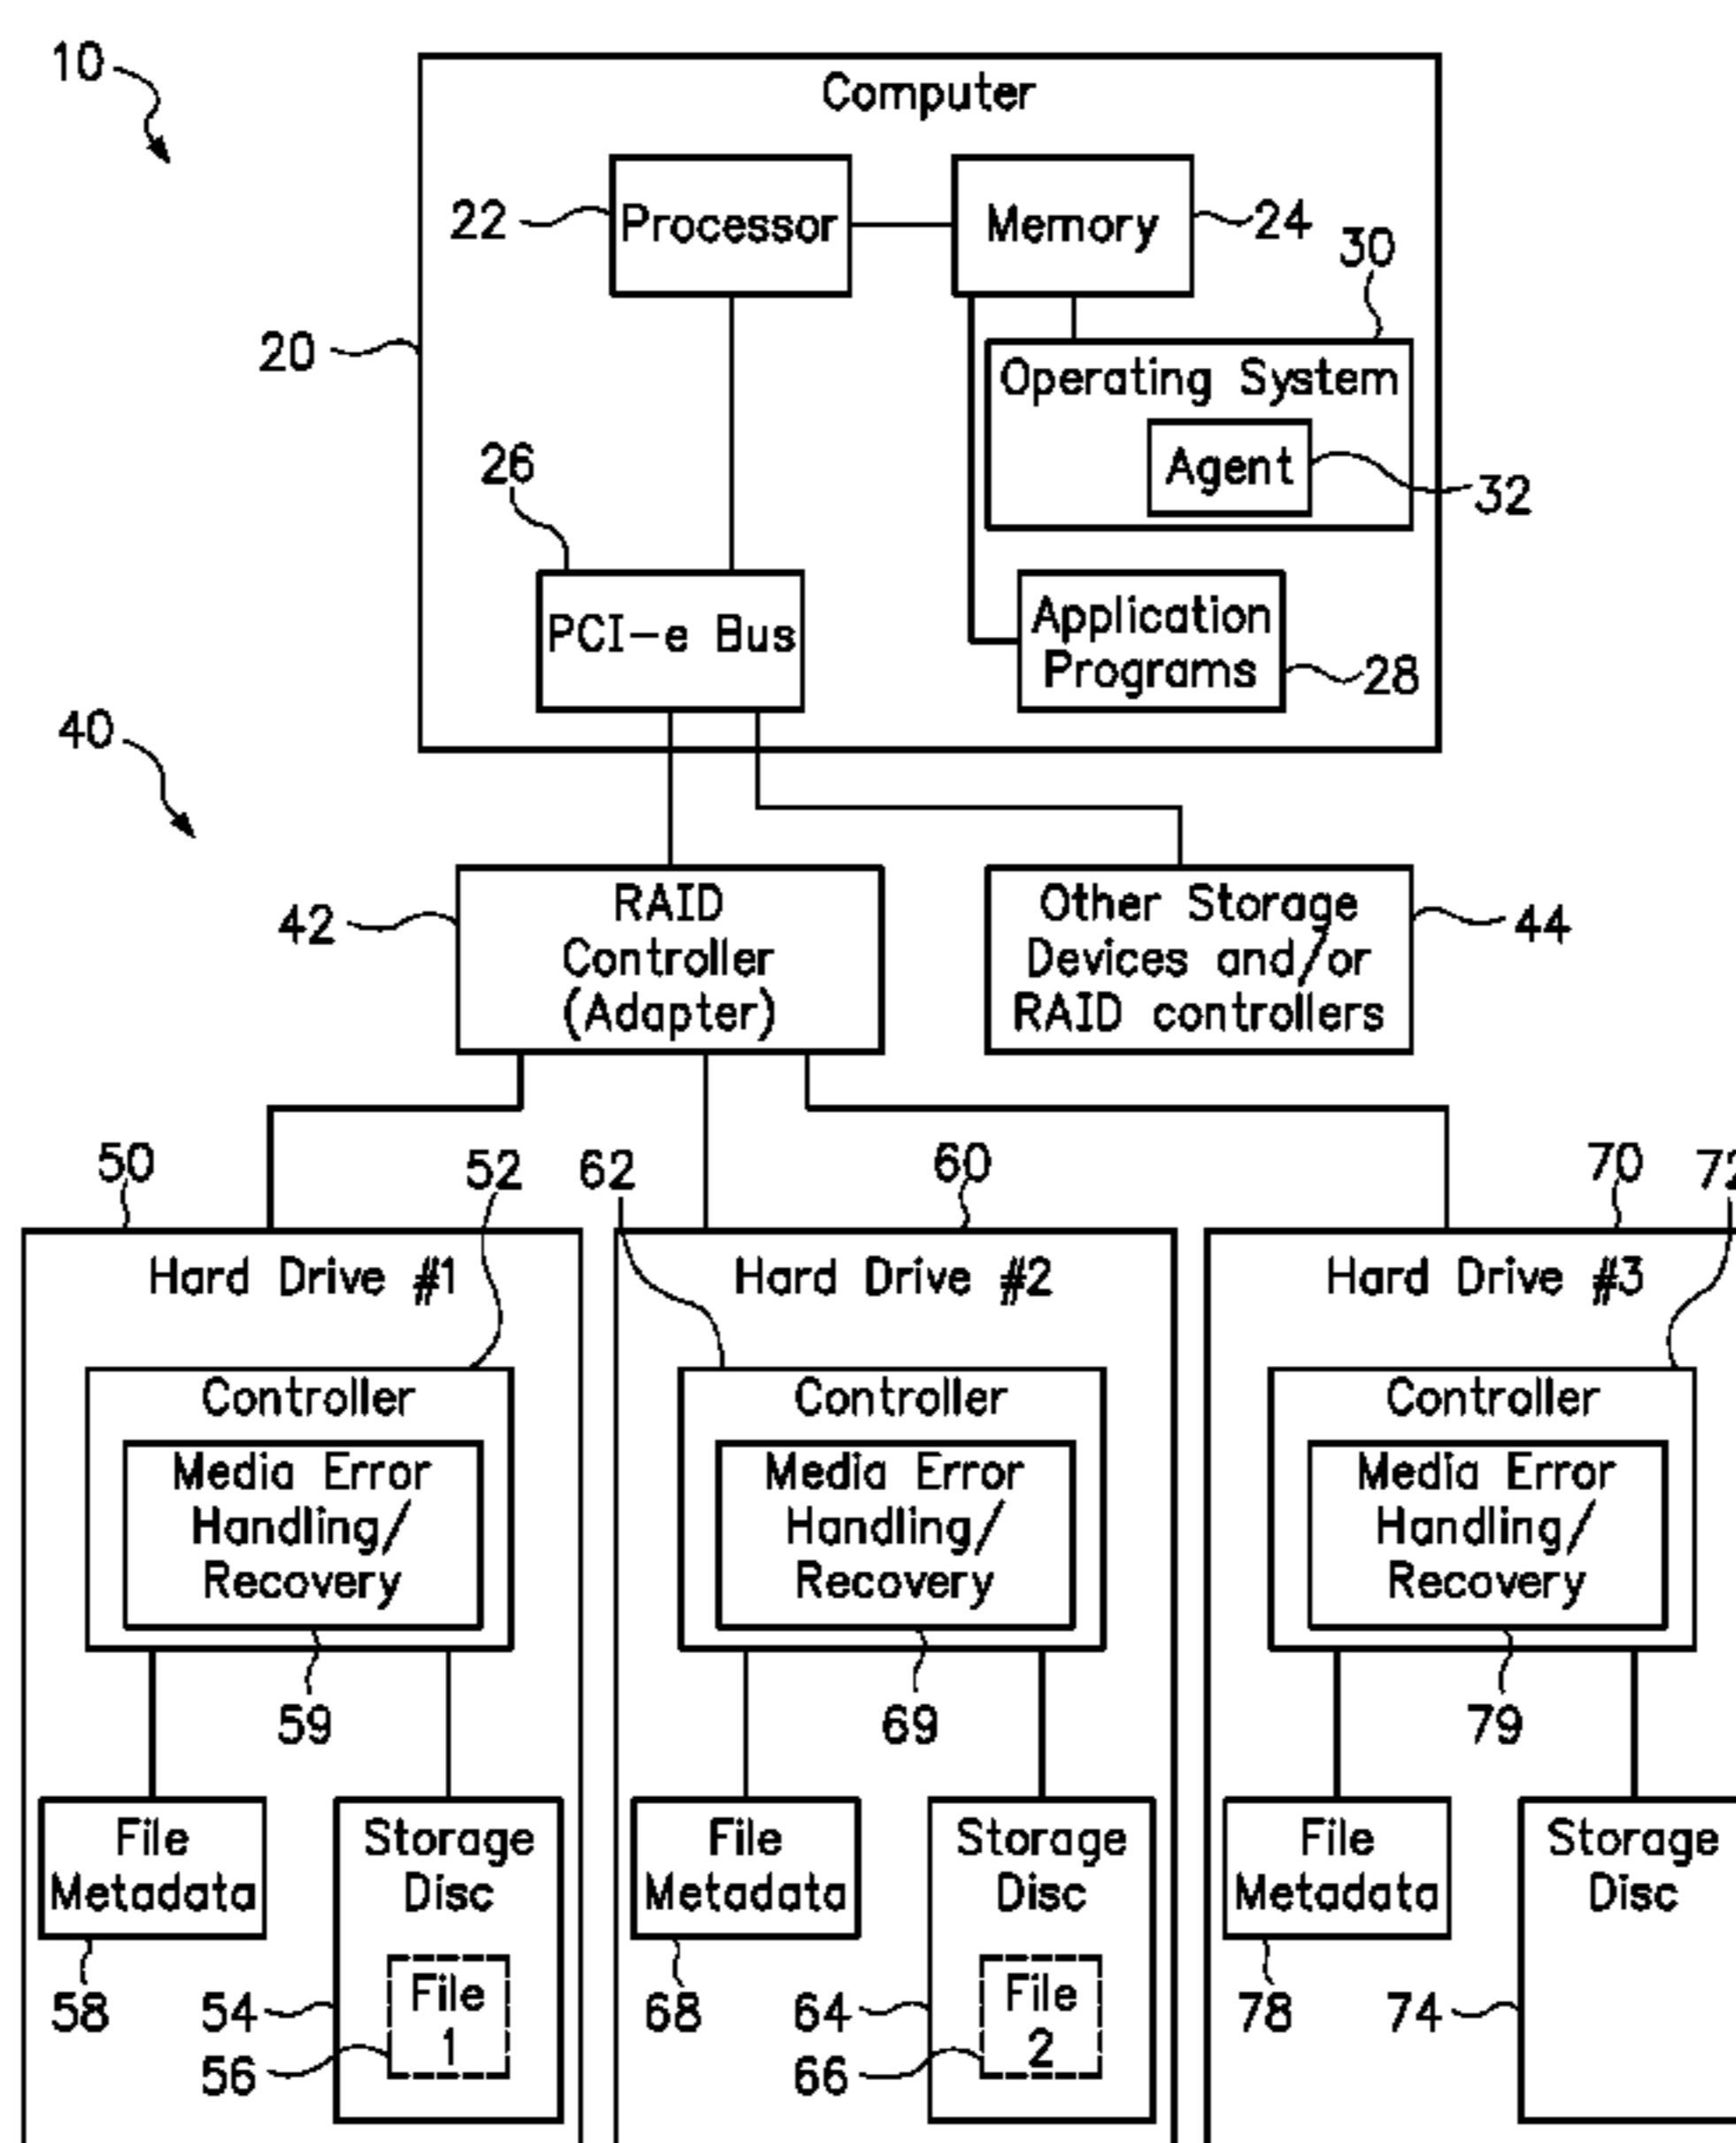 10
Computer
22
Processor
Memory
24
30
20
Operating System
Agent
32
26
PCI-e Bus
Application
Programs
28
40
42
RAID
Controller
(Adapter)
Other Storage
Devices and/or
RAID controllers
44
50
52
62
60
70
72
Hard Drive #1
Controller
Media Error
Handling/
Recovery
59
File
Metadata
58
Storage
Disc
54
File
1
56
Hard Drive #2
Controller
Media Error
Handling/
Recovery
69
File
Metadata
68
Storage
Disc
64
File
2
66
Hard Drive #3
Controller
Media Error
Handling/
Recovery
79
File
Metadata
78
Storage
Disc
74